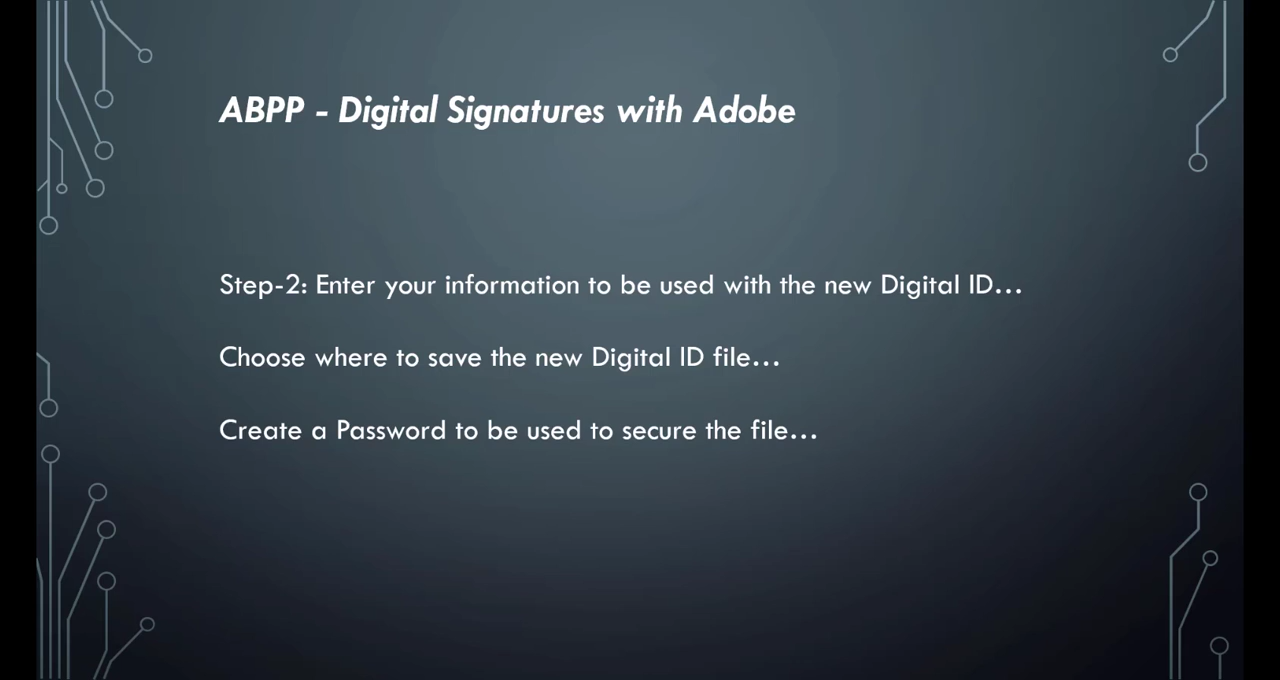 ABPP - Digital Signatures with Adobe
Step-2: Enter your information to be used with the new Digital ID...
Choose where to save the new Digital ID file...
Create a Password to be used to secure the file...